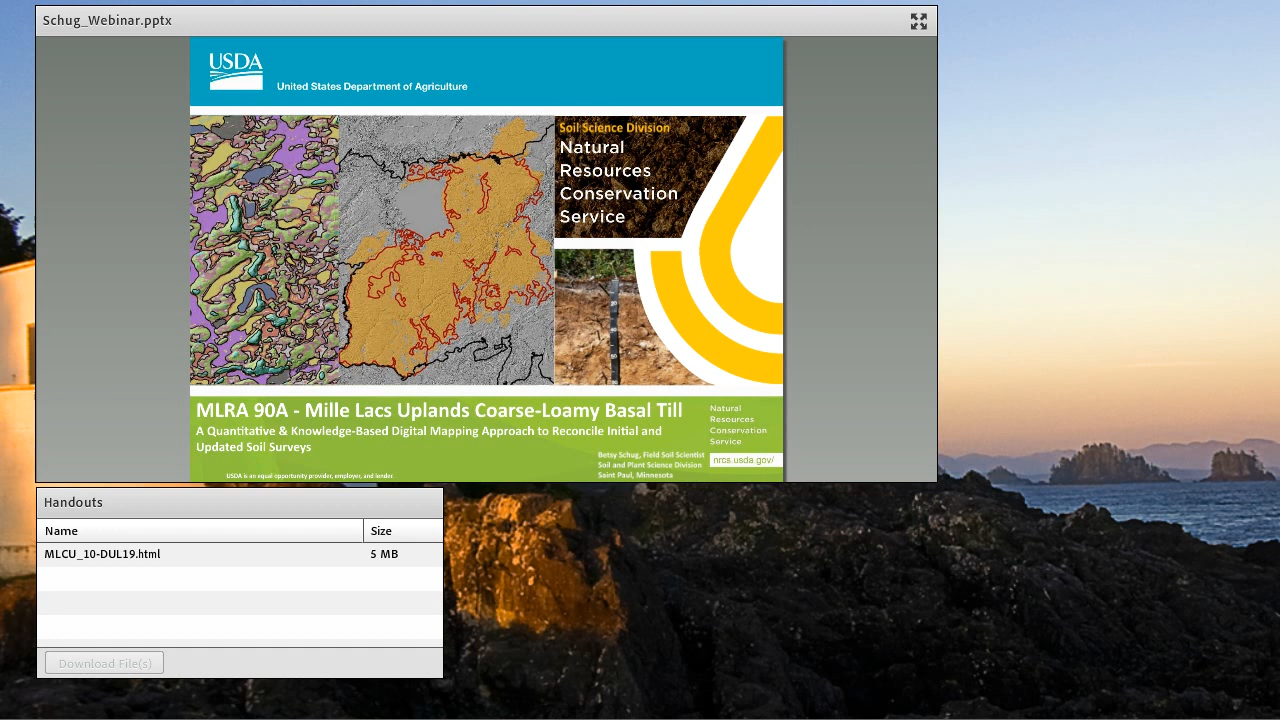 Schug_Webinar.pptx
USDA
United States Department of Agriculture
Soil Science Division
Natural
Resources
Conservation
Service
MLRA 90A - Mille Lacs Uplands Coarse-Loamy Basal Till
A Quantitative & Knowledge-Based Digital Mapping Approach to Reconcile Initial and
Updated Soil Surveys
Natural
Resources
Conservation
Service
nrcs.usda.gov/
Betsy Schug, Field Soil Scientist
Soil and Plant Science Division
Saint Paul, Minnesota
USDA is an equal opportunity provider, employer, and lender.
Handouts
Name Size
MLCU_10-DUL19.html 5 MB
Download File(s)